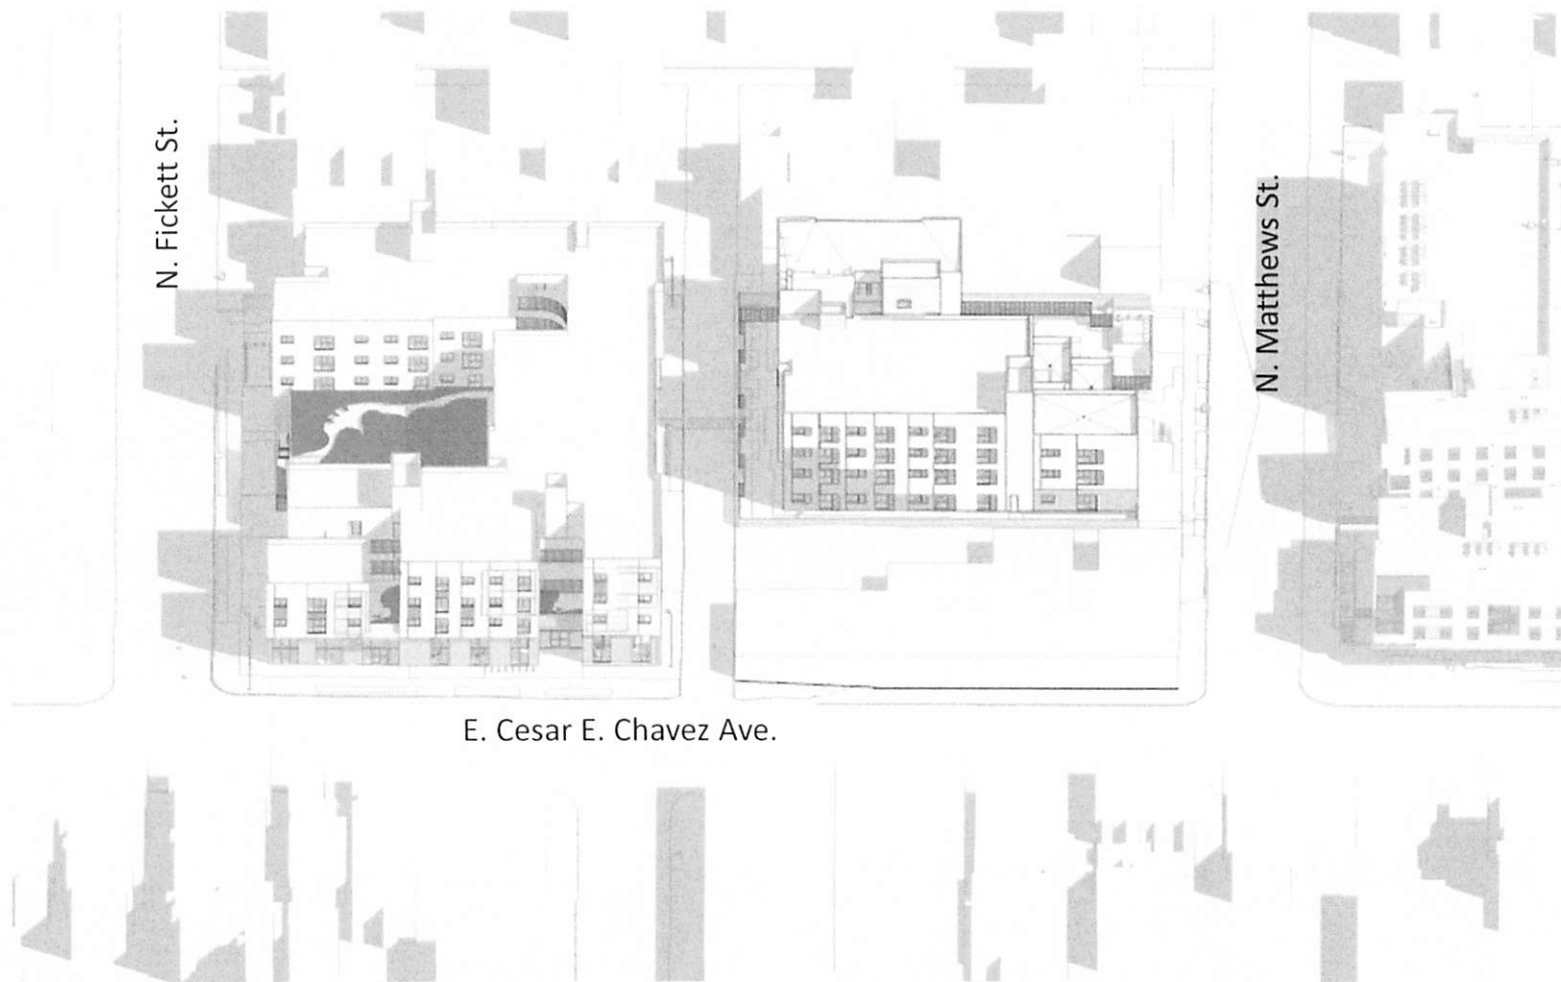 N. Fickett St.
N. Matthews St.
E. Cesar E. Chavez Ave.